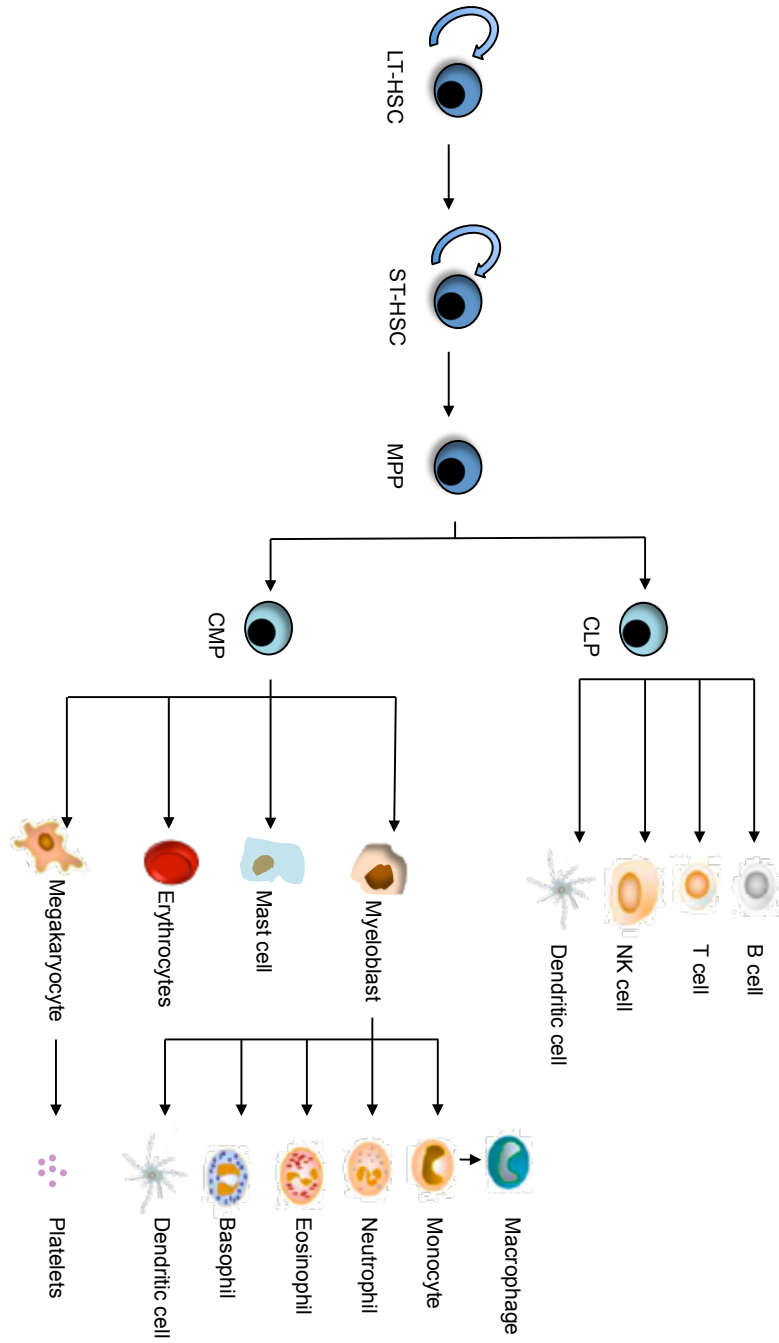 LT-HSC
ST-HSC
MPP
CMP
CLP
Megakaryocyte
Erythrocytes
Mast cell
Myeloblast
Dendritic cell
NK cell
T cell
B cell
Platelets
Dendritic cell
Basophil
Eosinophil
Neutrophil
Monocyte
Macrophage